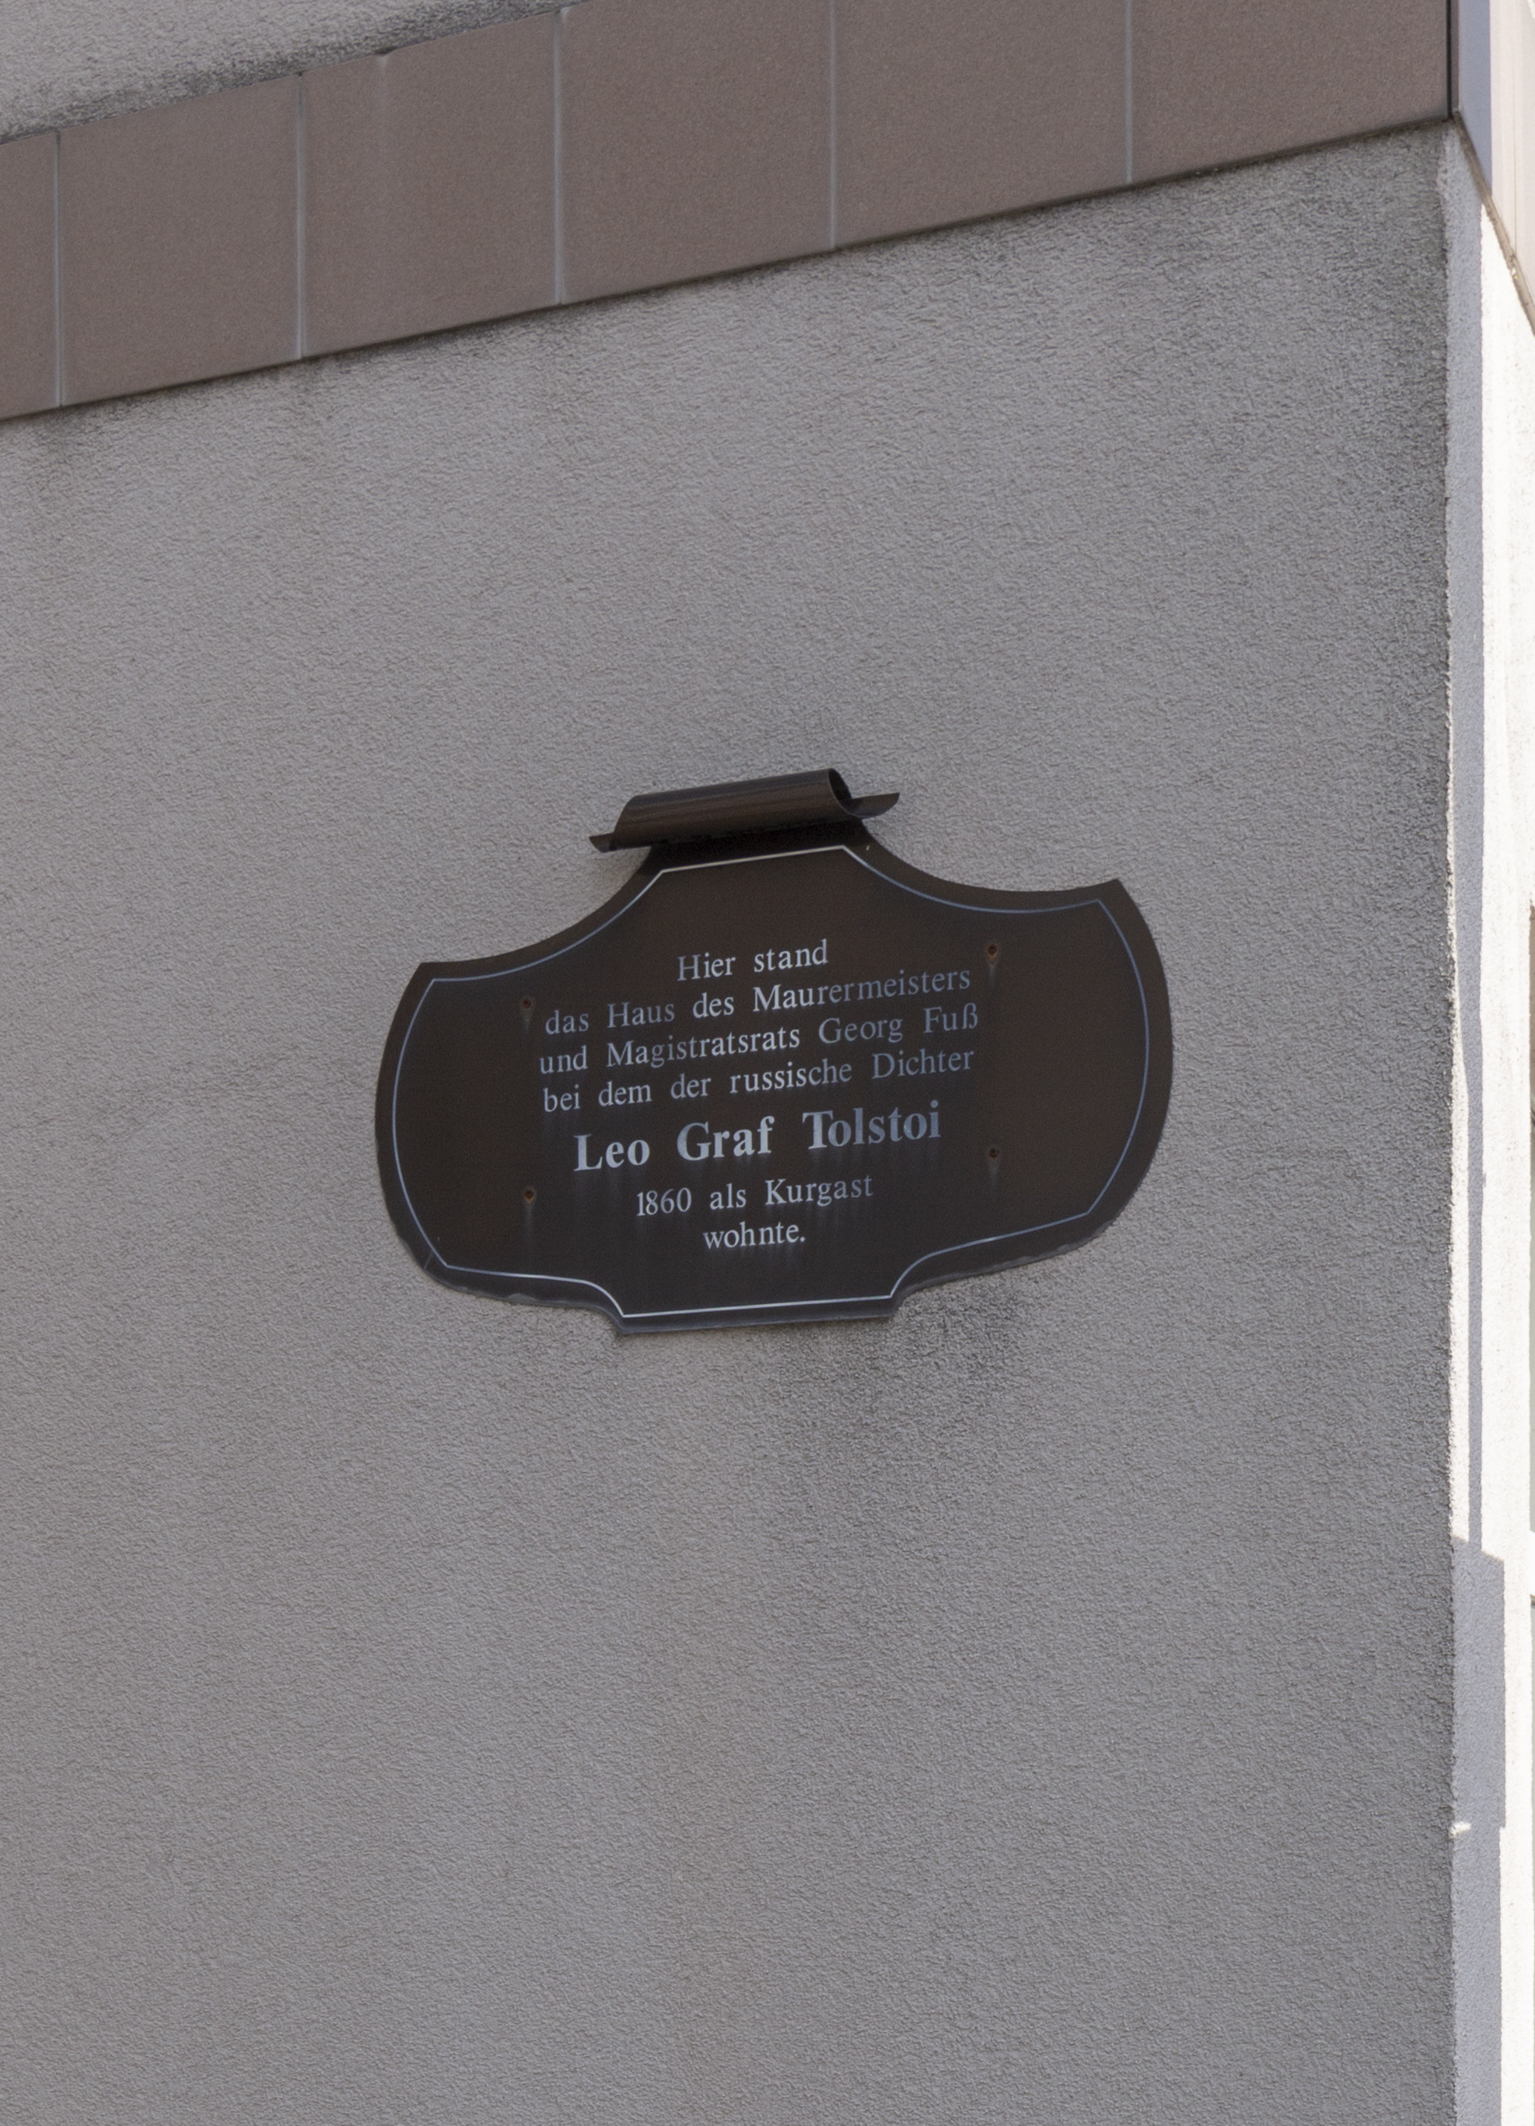 Hier stand
das Haus des Maurermeisters
und Magistratsrats Georg Fuß
bei dem der russische Dichter
Leo Graf Tolstoi
1860 als Kurgast
wohnte.